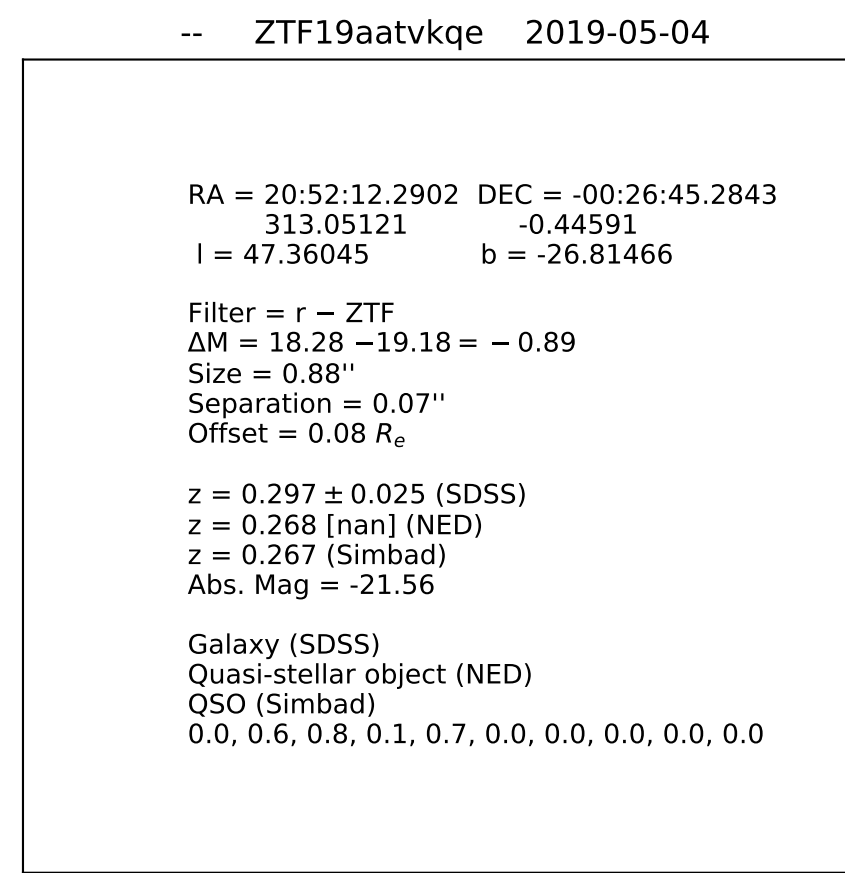 -- ZTF19aatvkqe 2019-05-04
RA = 20:52:12.2902 DEC = -00:26:45.2843
313.05121 -0.44591
l = 47.36045 b = -26.81466
Filter = r − ZTF
ΔM = 18.28 −19.18 = − 0.89
Size = 0.88''
Separation = 0.07''
Offset = 0.08 Re
z = 0.297 ± 0.025 (SDSS)
z = 0.268 [nan] (NED)
z = 0.267 (Simbad)
Abs. Mag = -21.56
Galaxy (SDSS)
Quasi-stellar object (NED)
QSO (Simbad)
0.0, 0.6, 0.8, 0.1, 0.7, 0.0, 0.0, 0.0, 0.0, 0.0